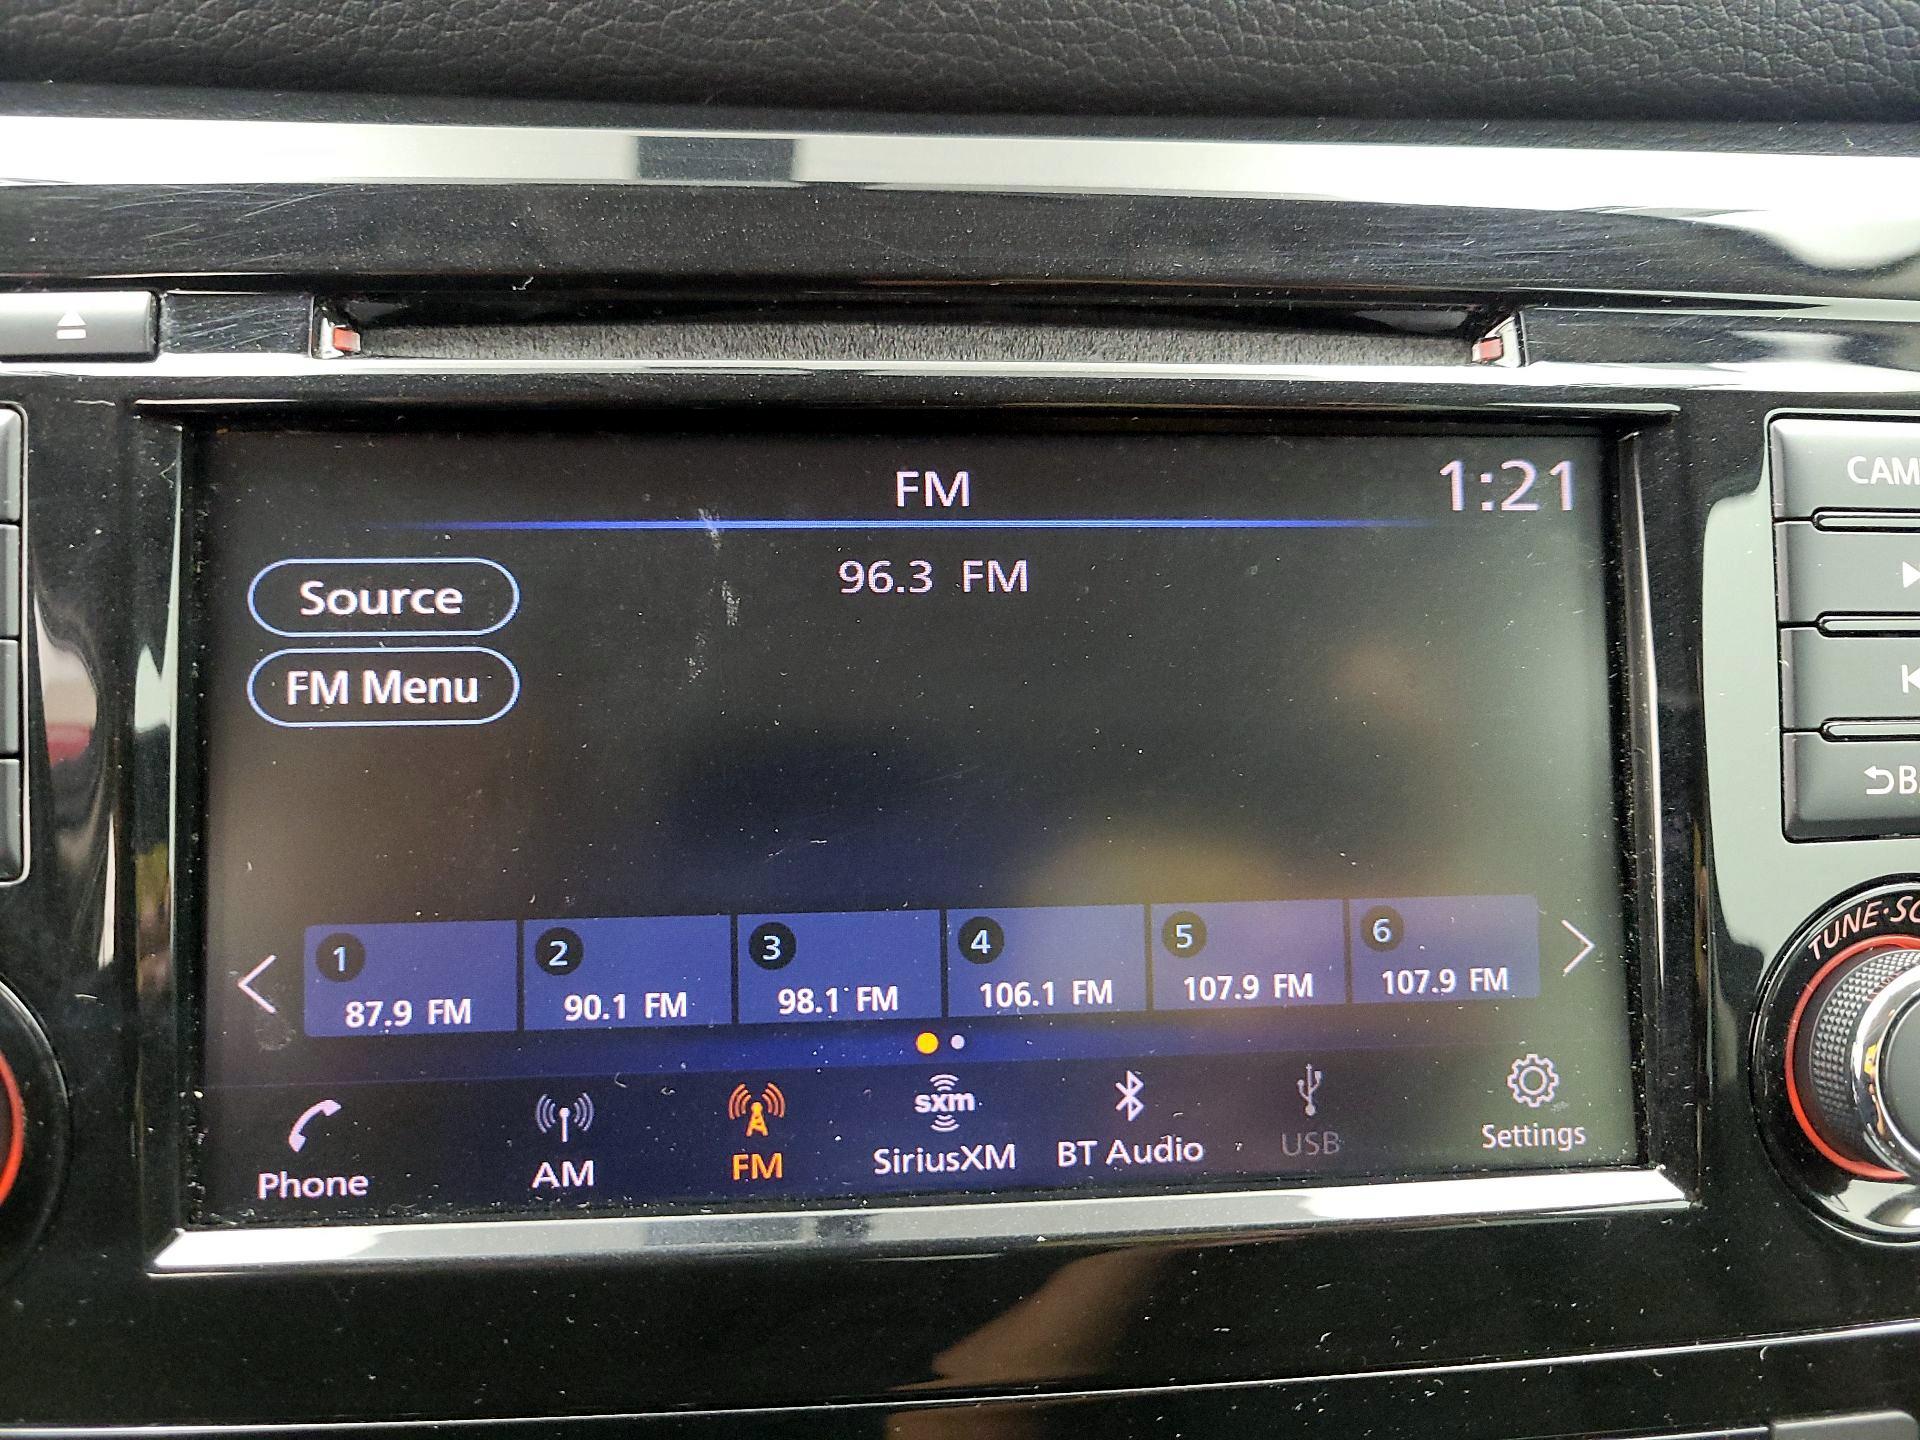 FM
1:21
Source
96.3 FM
FM Menu
1
2
3
4
5
6
87.9 FM
90.1 FM
98.1 FM
106.1 FM
107.9 FM
107.9 FM
sxm
Phone
AM
FM
SiriusXM
BT Audio
USB
Settings
CAM
BA
TUNE·SC